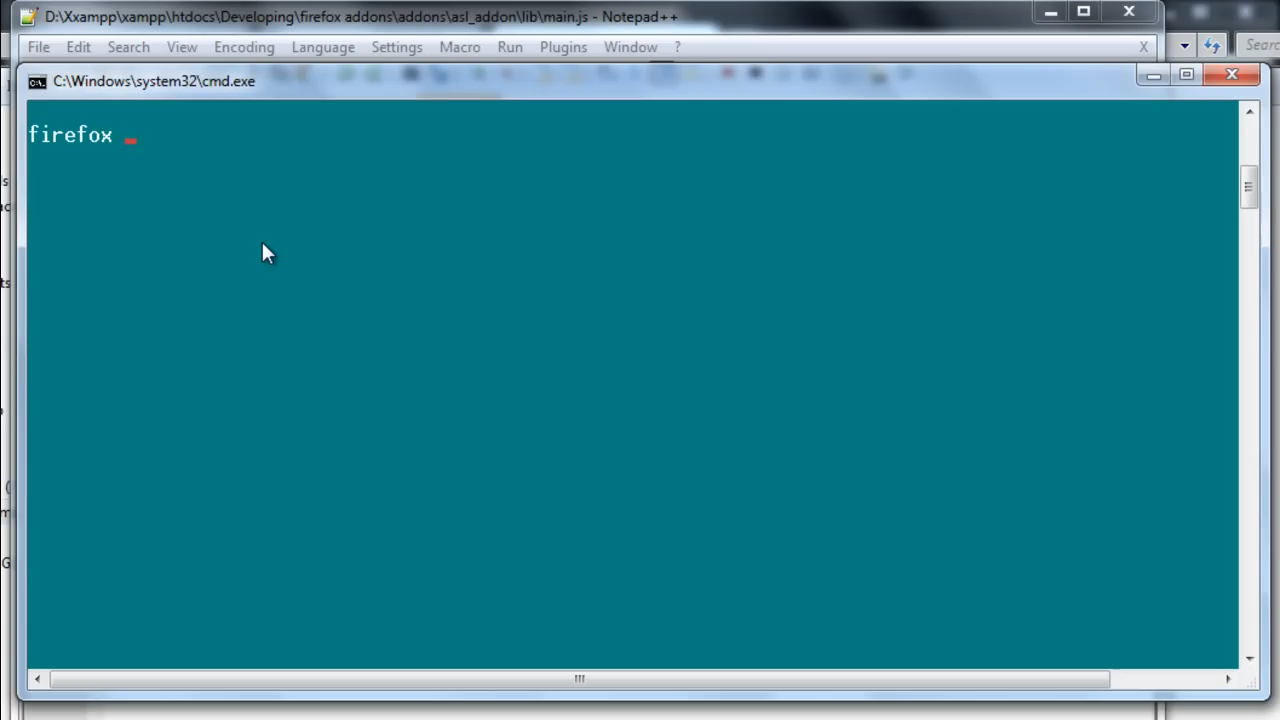 D:\Xxampp\xampp\htdocs\Developing\firefox addons\addons\asl_addon\lib\main.js - Notepad++
File Edit Search View Encoding Language Settings Macro Run Plugins Window ? X
C:\Windows\system32\cmd.exe
firefox _